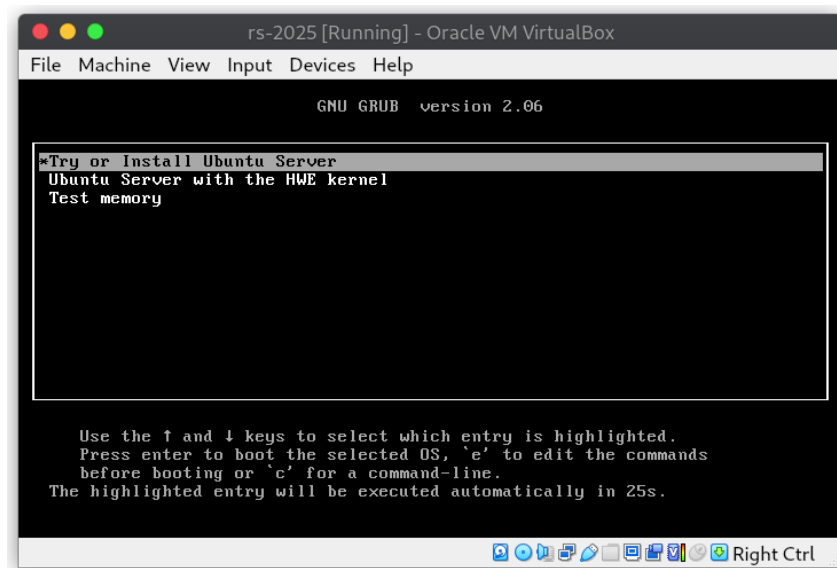 rs-2025 [Running] - Oracle VM VirtualBox
File Machine View Input Devices Help
GNU GRUB version 2.06
*Try or Install Ubuntu Server
Ubuntu Server with the HWE kernel
Test memory
Use the ↑ and ↓ keys to select which entry is highlighted.
Press enter to boot the selected OS, `e' to edit the commands
before booting or `c' for a command-line.
The highlighted entry will be executed automatically in 25s.
Right Ctrl